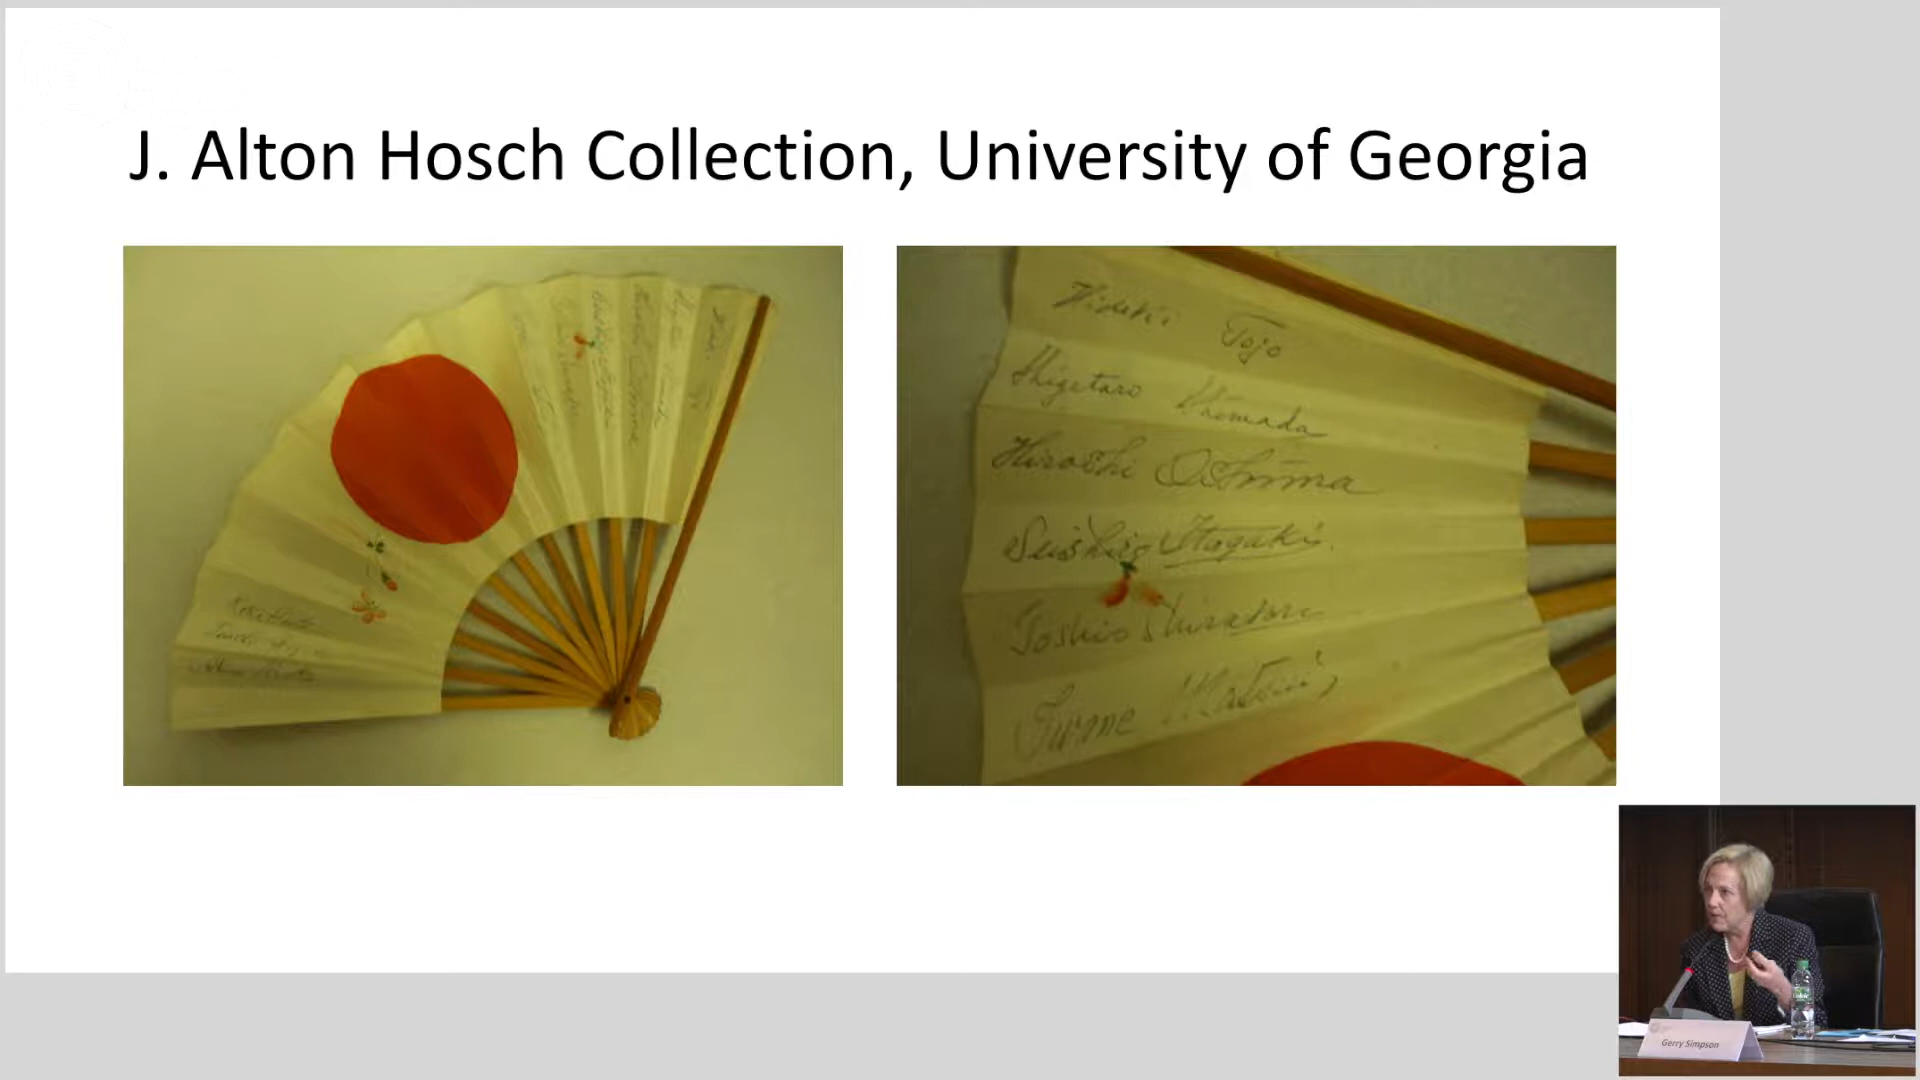 J. Alton Hosch Collection, University of Georgia
Hideki Tojo
Shigetaro Shimada
Hiroshi Oshima
Seishiro Itagaki
Toshio Shiratori
Iwane Matsui
Gerry Simpson